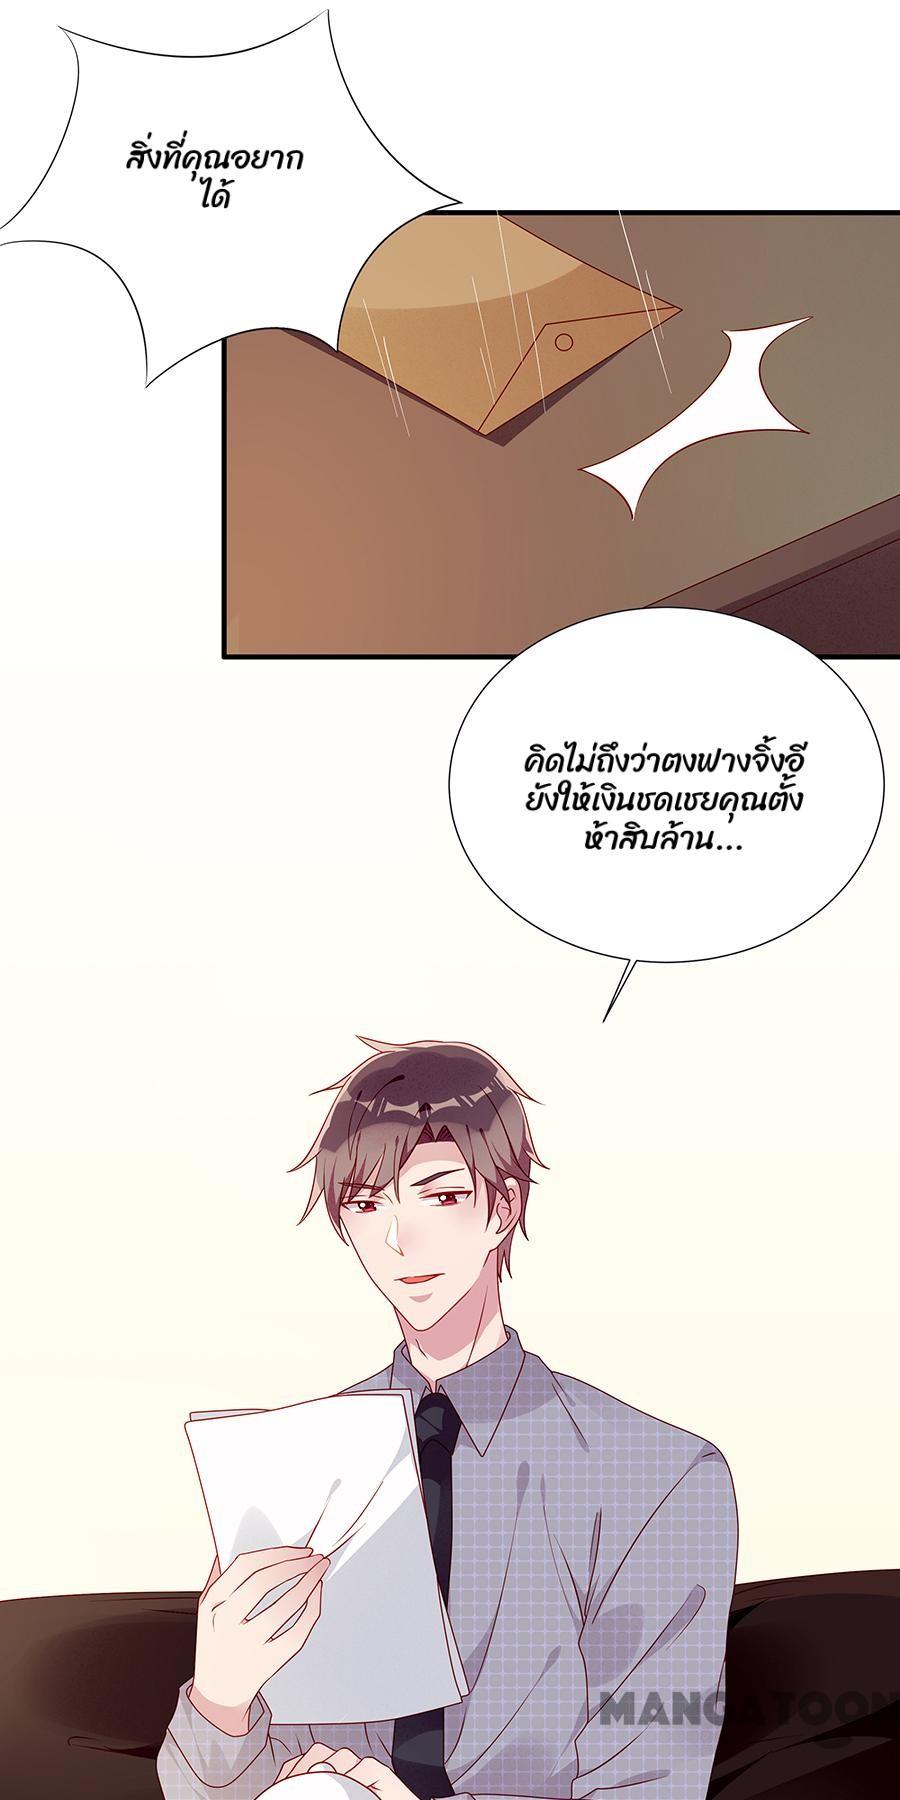 สิ่งที่คุณอยาก
ได้
คิดไม่ถึงว่าตงฟางจิ้งอี
ยังให้เงินชดเชยคุณตั้ง
ห้าสิบล้าน...
MANGATOON